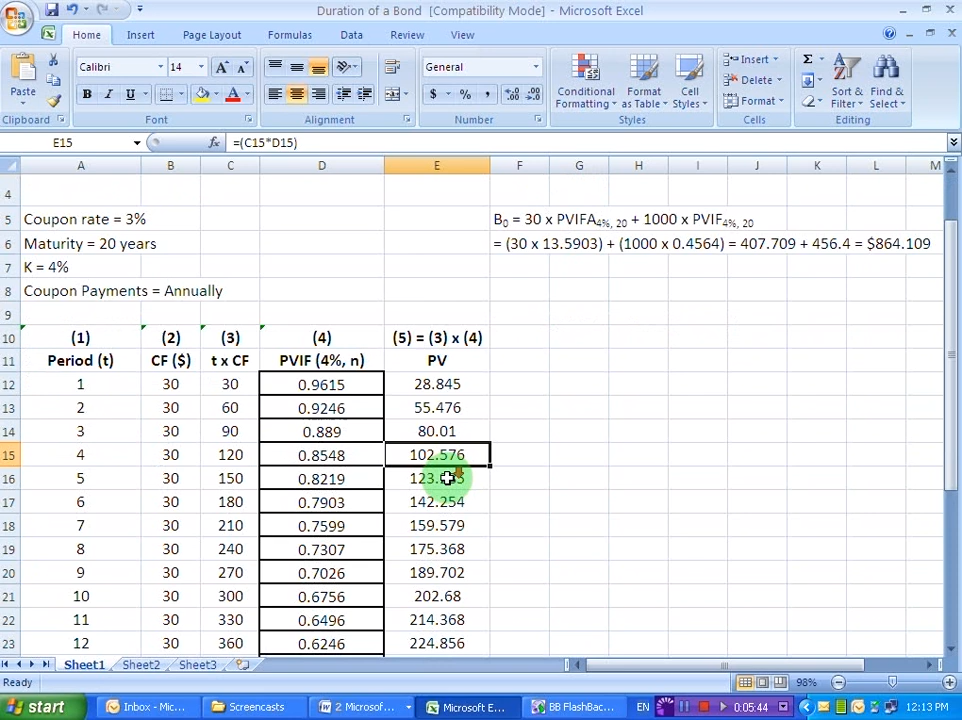 Duration of a Bond [Compatibility Mode] - Microsoft Excel
Home Insert Page Layout Formulas Data Review View
Paste
Calibri 14
B I U
General
$ % ,
Conditional Formatting
Format as Table
Cell Styles
Insert
Delete
Format
Σ
Sort & Filter
Find & Select
Clipboard Font Alignment Number Styles Cells Editing
E15 fx =(C15*D15)
A B C D E F G H I J K L M
4
5 Coupon rate = 3% B0 = 30 x PVIFA4%, 20 + 1000 x PVIF4%, 20
6 Maturity = 20 years = (30 x 13.5903) + (1000 x 0.4564) = 407.709 + 456.4 = $864.109
7 K = 4%
8 Coupon Payments = Annually
9
10 (1) (2) (3) (4) (5) = (3) x (4)
11 Period (t) CF ($) t x CF PVIF (4%, n) PV
12 1 30 30 0.9615 28.845
13 2 30 60 0.9246 55.476
14 3 30 90 0.889 80.01
15 4 30 120 0.8548 102.576
16 5 30 150 0.8219
17 6 30 180 0.7903 142.254
18 7 30 210 0.7599 159.579
19 8 30 240 0.7307 175.368
20 9 30 270 0.7026 189.702
21 10 30 300 0.6756 202.68
22 11 30 330 0.6496 214.368
23 12 30 360 0.6246 224.856
Sheet1 Sheet2 Sheet3
Ready 98%
start Inbox - Mic... Screencasts 2 Microsof... Microsoft E... BB FlashBac... EN 0:05:44 12:13 PM